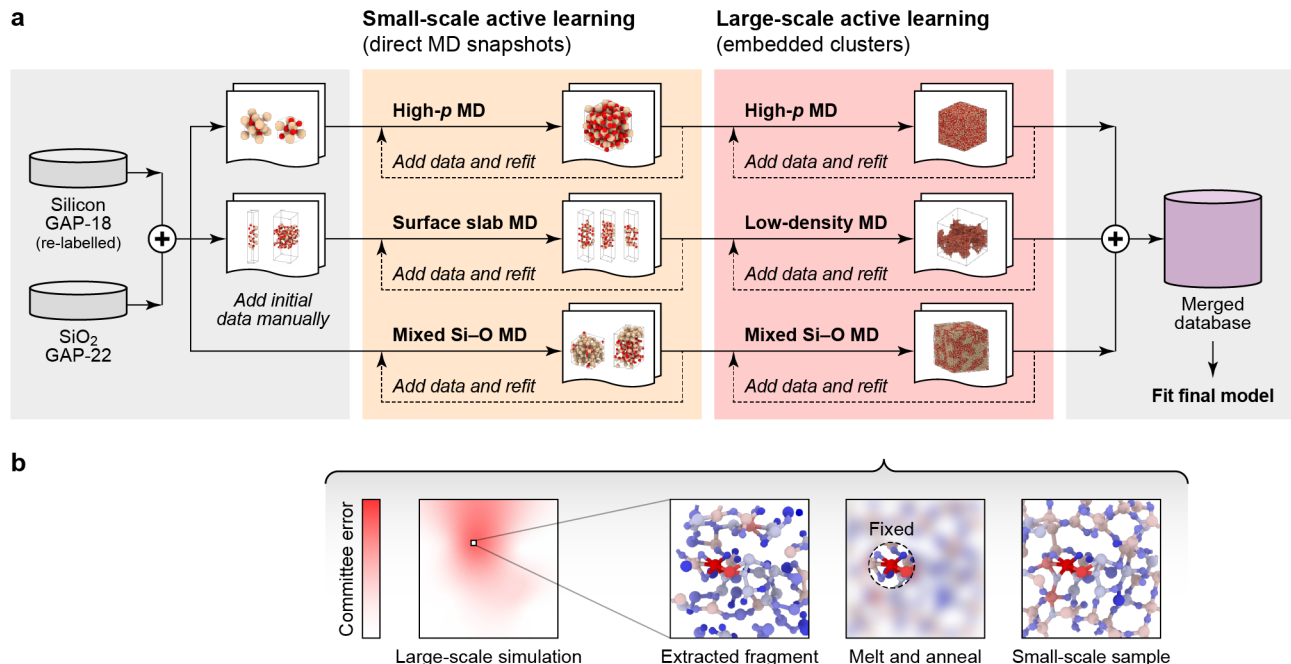 a
Small-scale active learning
(direct MD snapshots)
Large-scale active learning
(embedded clusters)
High-p MD
Add data and refit
High-p MD
Add data and refit
Silicon
GAP-18
(re-labelled)
+
Surface slab MD
Add data and refit
Low-density MD
Add data and refit
+
SiO₂
GAP-22
Add initial
data manually
Mixed Si–O MD
Add data and refit
Mixed Si–O MD
Add data and refit
Merged
database
Fit final model
b
Committee error
Fixed
Large-scale simulation
Extracted fragment
Melt and anneal
Small-scale sample